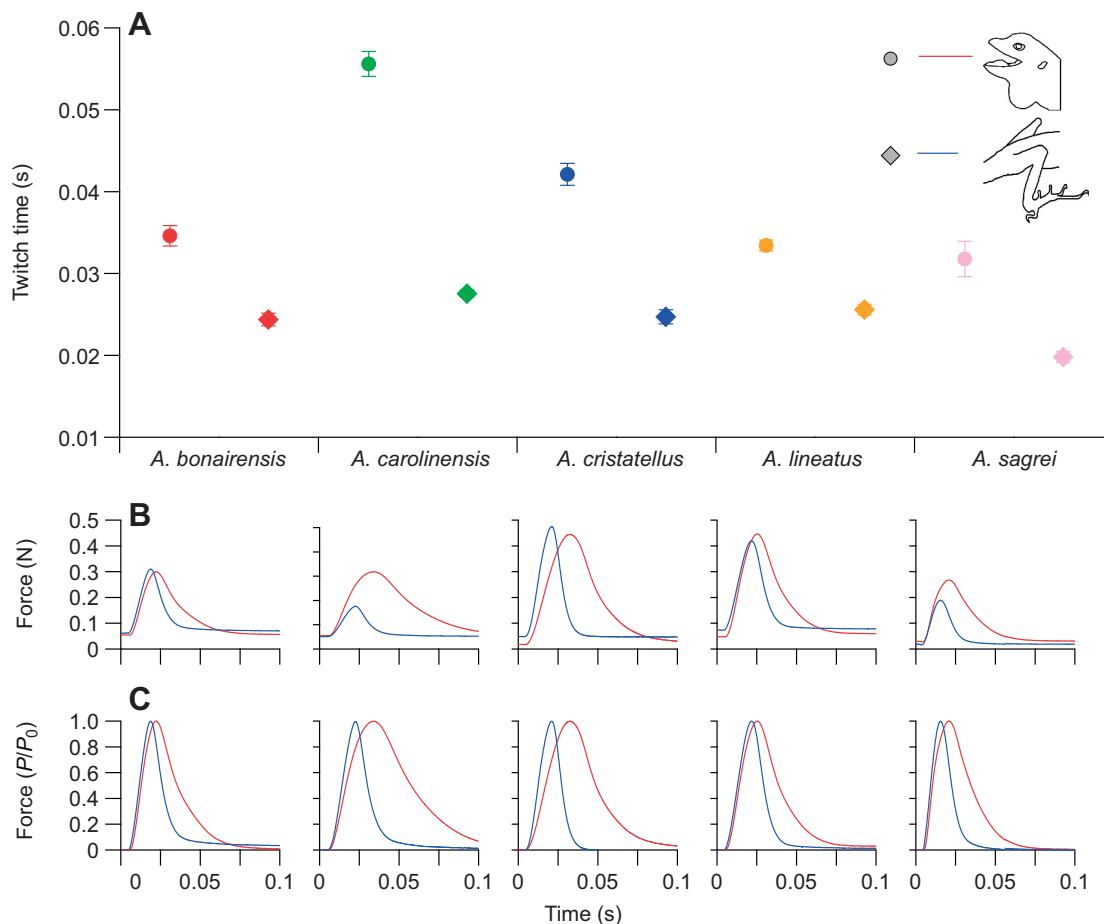 A
0.06
0.05
0.04
0.03
0.02
0.01
Twitch time (s)
A. bonairensis A. carolinensis A. cristatellus A. lineatus A. sagrei
B
0.5
0.4
0.3
0.2
0.1
0
Force (N)
C
1.0
0.8
0.6
0.4
0.2
0
Force (P/P0)
0 0.05 0.1 0 0.05 0.1 0 0.05 0.1 0 0.05 0.1 0 0.05 0.1
Time (s)